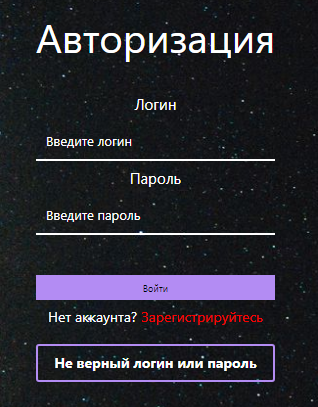 Авторизация
Логин
Введите логин
Пароль
Введите пароль
Войти
Нет аккаунта? Зарегистрируйтесь
Не верный логин или пароль